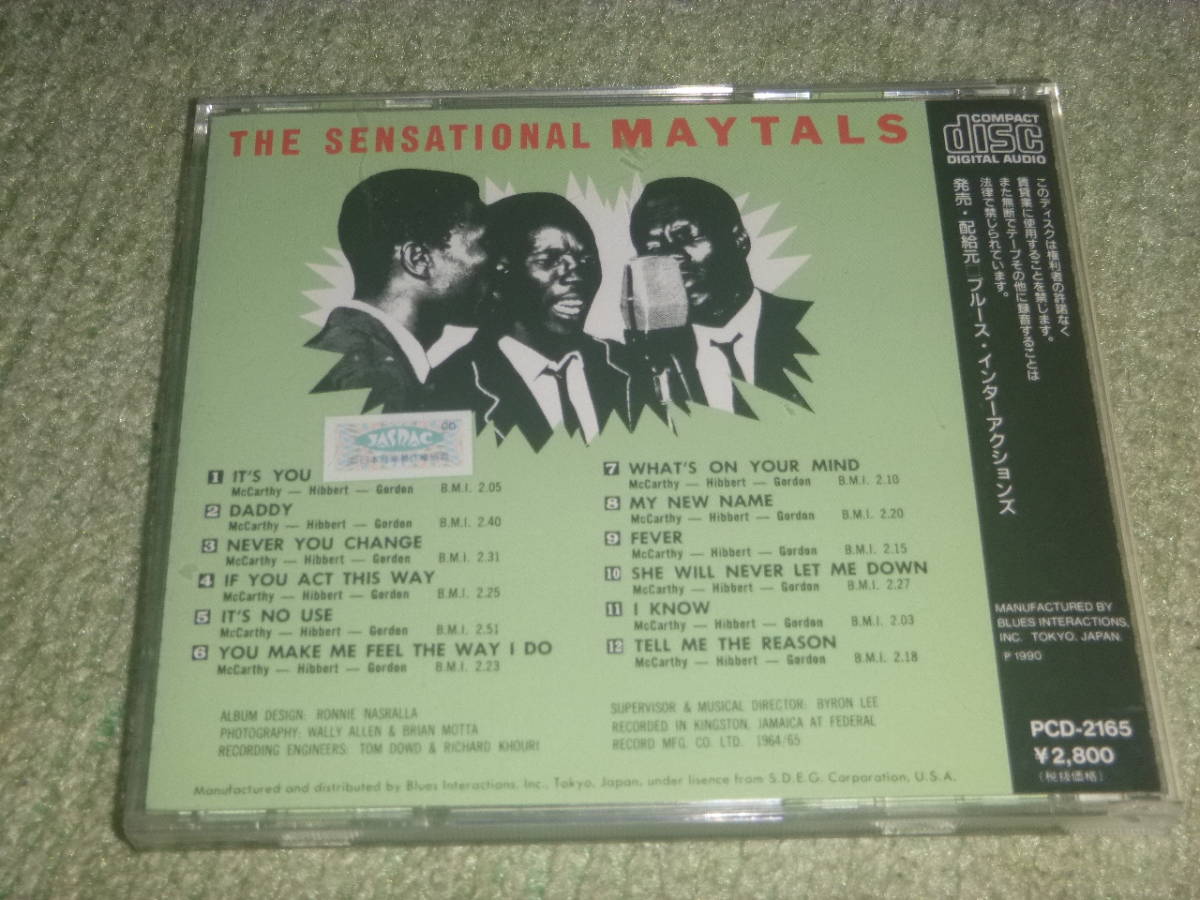 THE SENSATIONAL MAYTALS
JASRAC
1 IT'S YOU
McCarthy — Hibbert — Gordon B.M.I. 2.05
2 DADDY
McCarthy — Hibbert — Gordon B.M.I. 2.40
3 NEVER YOU CHANGE
McCarthy — Hibbert — Gordon B.M.I. 2.31
4 IF YOU ACT THIS WAY
McCarthy — Hibbert — Gordon B.M.I. 2.25
5 IT'S NO USE
McCarthy — Hibbert — Gordon B.M.I. 2.51
6 YOU MAKE ME FEEL THE WAY I DO
McCarthy — Hibbert — Gordon B.M.I. 2.23
7 WHAT'S ON YOUR MIND
McCarthy — Hibbert — Gordon B.M.I. 2.10
8 MY NEW NAME
McCarthy — Hibbert — Gordon B.M.I. 2.20
9 FEVER
McCarthy — Hibbert — Gordon B.M.I. 2.15
10 SHE WILL NEVER LET ME DOWN
McCarthy — Hibbert — Gordon B.M.I. 2.27
11 I KNOW
McCarthy — Hibbert — Gordon B.M.I. 2.03
12 TELL ME THE REASON
McCarthy — Hibbert — Gordon B.M.I. 2.18
ALBUM DESIGN: RONNIE NASRALLA
PHOTOGRAPHY: WALLY ALLEN & BRIAN MOTTA
RECORDING ENGINEERS: TOM DOWD & RICHARD KHOURI
SUPERVISOR & MUSICAL DIRECTOR: BYRON LEE
RECORDED IN KINGSTON, JAMAICA AT FEDERAL
RECORD MFG. CO. LTD. 1964/65
Manufactured and distributed by Blues Interactions, Inc., Tokyo, Japan, under lisence from S.D.E.G. Corporation, U.S.A.
COMPACT
disc
DIGITAL AUDIO
このディスクは権利者の許諾なく
賃貸業に使用することを禁じます。
また無断でテープその他に録音することは
法律で禁じられています。
発売・配給元□ブルース・インターアクションズ
MANUFACTURED BY
BLUES INTERACTIONS,
INC. TOKYO, JAPAN.
℗ 1990
PCD-2165
¥2,800
(税抜価格)